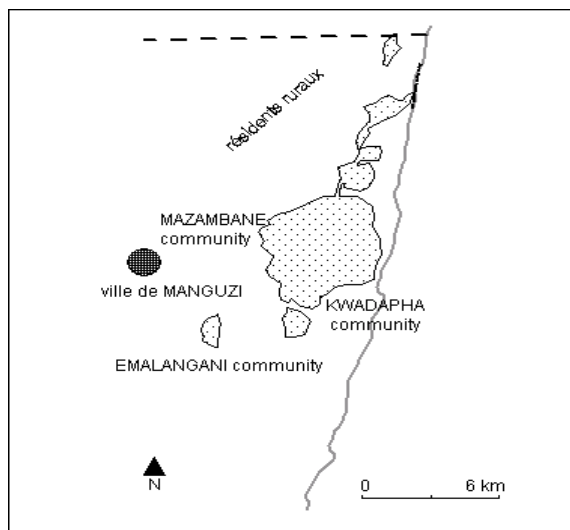 résidents ruraux
MAZAMBANE
community
ville de MANGUZI
KWADAPHA
community
EMALANGANI community
N
0 6 km